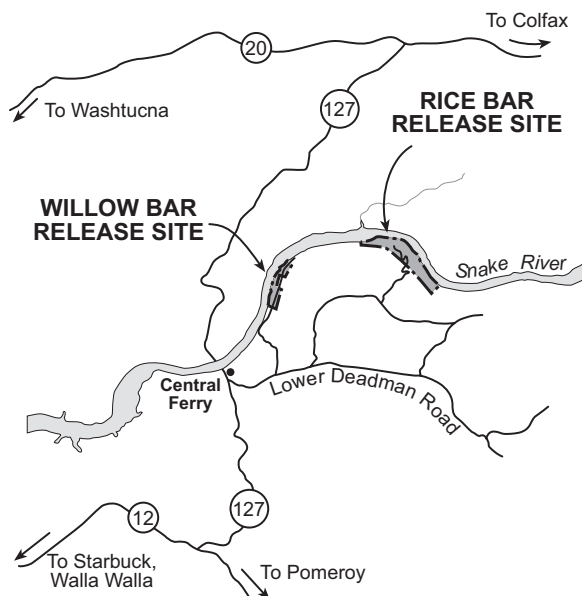 To Colfax
20
To Washtucna
127
RICE BAR
RELEASE SITE
WILLOW BAR
RELEASE SITE
Snake River
Central
Ferry
Lower Deadman Road
127
12
To Starbuck,
Walla Walla
To Pomeroy